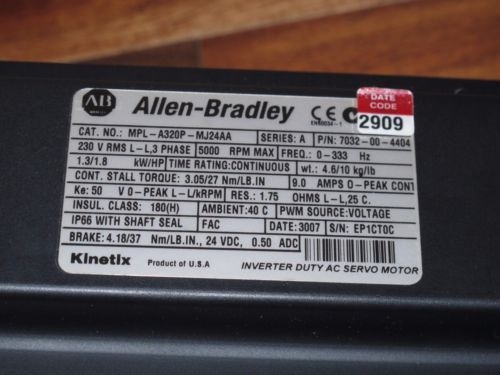 AB
Allen-Bradley
CE
EN60034-1
DATE
CODE
2909
CAT. NO.: MPL-A320P-MJ24AA SERIES: A P/N: 7032-00-4404
230 V RMS L-L,3 PHASE 5000 RPM MAX FREQ.: 0-333 Hz
1.3/1.8 kW/HP TIME RATING:CONTINUOUS wt.: 4.6/10 kg/lb
CONT. STALL TORQUE: 3.05/27 Nm/LB.IN 9.0 AMPS 0-PEAK CONT
Ke: 50 V 0-PEAK L-L/kRPM RES.: 1.75 OHMS L-L,25 C.
INSUL. CLASS: 180(H) AMBIENT:40 C PWM SOURCE:VOLTAGE
IP66 WITH SHAFT SEAL FAC DATE: 3007 S/N: EP1CT0C
BRAKE: 4.18/37 Nm/LB.IN, 24 VDC, 0.50 ADC
Kinetix Product of U.S.A INVERTER DUTY AC SERVO MOTOR